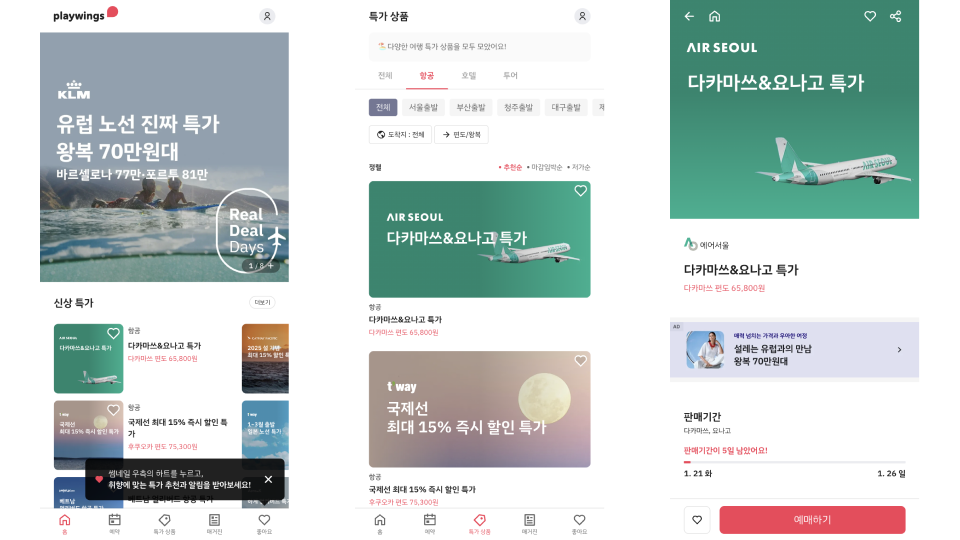 playwings
KLM
유럽 노선 진짜 특가
왕복 70만원대
바르셀로나 77만·포르투 81만
Real
Deal
Days
1 / 8 +
신상 특가
더보기
AIR SEOUL
다카마쓰&요나고 특가
항공
다카마쓰&요나고 특가
다카마쓰 편도 65,800원
2025 설 지방
최대 15% 할인
t'way
국제선
최대 15% 즉시 할인 특가
항공
국제선 최대 15% 즉시 할인 특
가
후쿠오카 편도 75,300원
t'way
1~3월 출발
썸네일 우측의 하트를 누르고,
취향에 맞는 특가 추천과 알림을 받아보세요!
베트남
홈
예약
특가 상품
매거진
좋아요
특가 상품
다양한 여행 특가 상품을 모두 모았어요!
전체
항공
호텔
투어
전체
서울출발
부산출발
청주출발
대구출발
도착지 : 전체
편도/왕복
정렬
• 추천순
• 마감임박순
• 최저가순
AIR SEOUL
다카마쓰&요나고 특가
AIR SEOUL
항공
다카마쓰&요나고 특가
다카마쓰 편도 65,800원
t'way
국제선
최대 15% 즉시 할인 특가
항공
국제선 최대 15% 즉시 할인 특가
후쿠오카 편도 75,300원
홈
예약
특가 상품
매거진
좋아요
AIR SEOUL
다카마쓰&요나고 특가
AIR SEOUL
에어서울
다카마쓰&요나고 특가
다카마쓰 편도 65,800원
AD
매력 넘치는 가격과 우아한 여정
설레는 유럽과의 만남
왕복 70만원대
판매기간
다카마쓰, 요나고
판매기간이 5일 남았어요!
1. 21 화
1. 26 일
예매하기